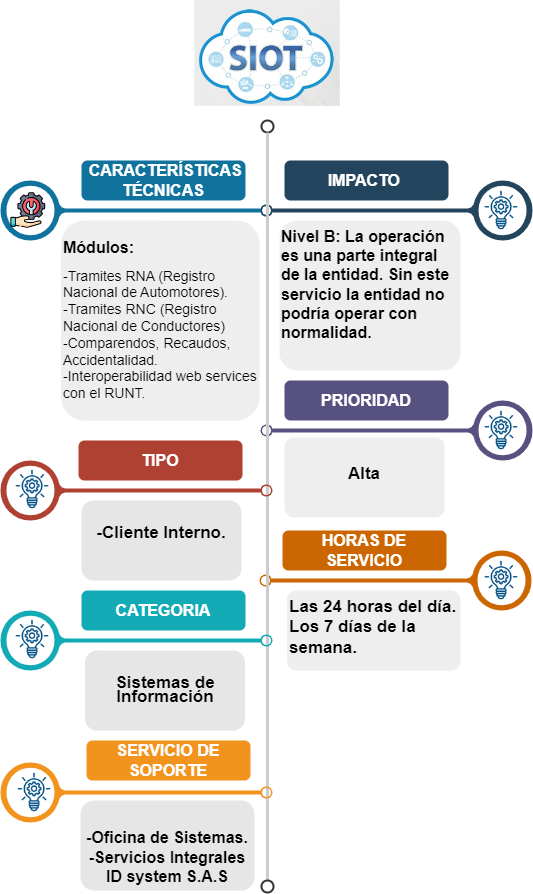 SIOT
CARACTERÍSTICAS
TÉCNICAS
Módulos:
-Tramites RNA (Registro
Nacional de Automotores).
-Tramites RNC (Registro
Nacional de Conductores)
-Comparendos, Recaudos,
Accidentalidad.
-Interoperabilidad web services
con el RUNT.
IMPACTO
Nivel B: La operación
es una parte integral
de la entidad. Sin este
servicio la entidad no
podría operar con
normalidad.
PRIORIDAD
Alta
TIPO
-Cliente Interno.
HORAS DE
SERVICIO
Las 24 horas del día.
Los 7 días de la
semana.
CATEGORIA
Sistemas de
Información
SERVICIO DE
SOPORTE
-Oficina de Sistemas.
-Servicios Integrales
ID system S.A.S